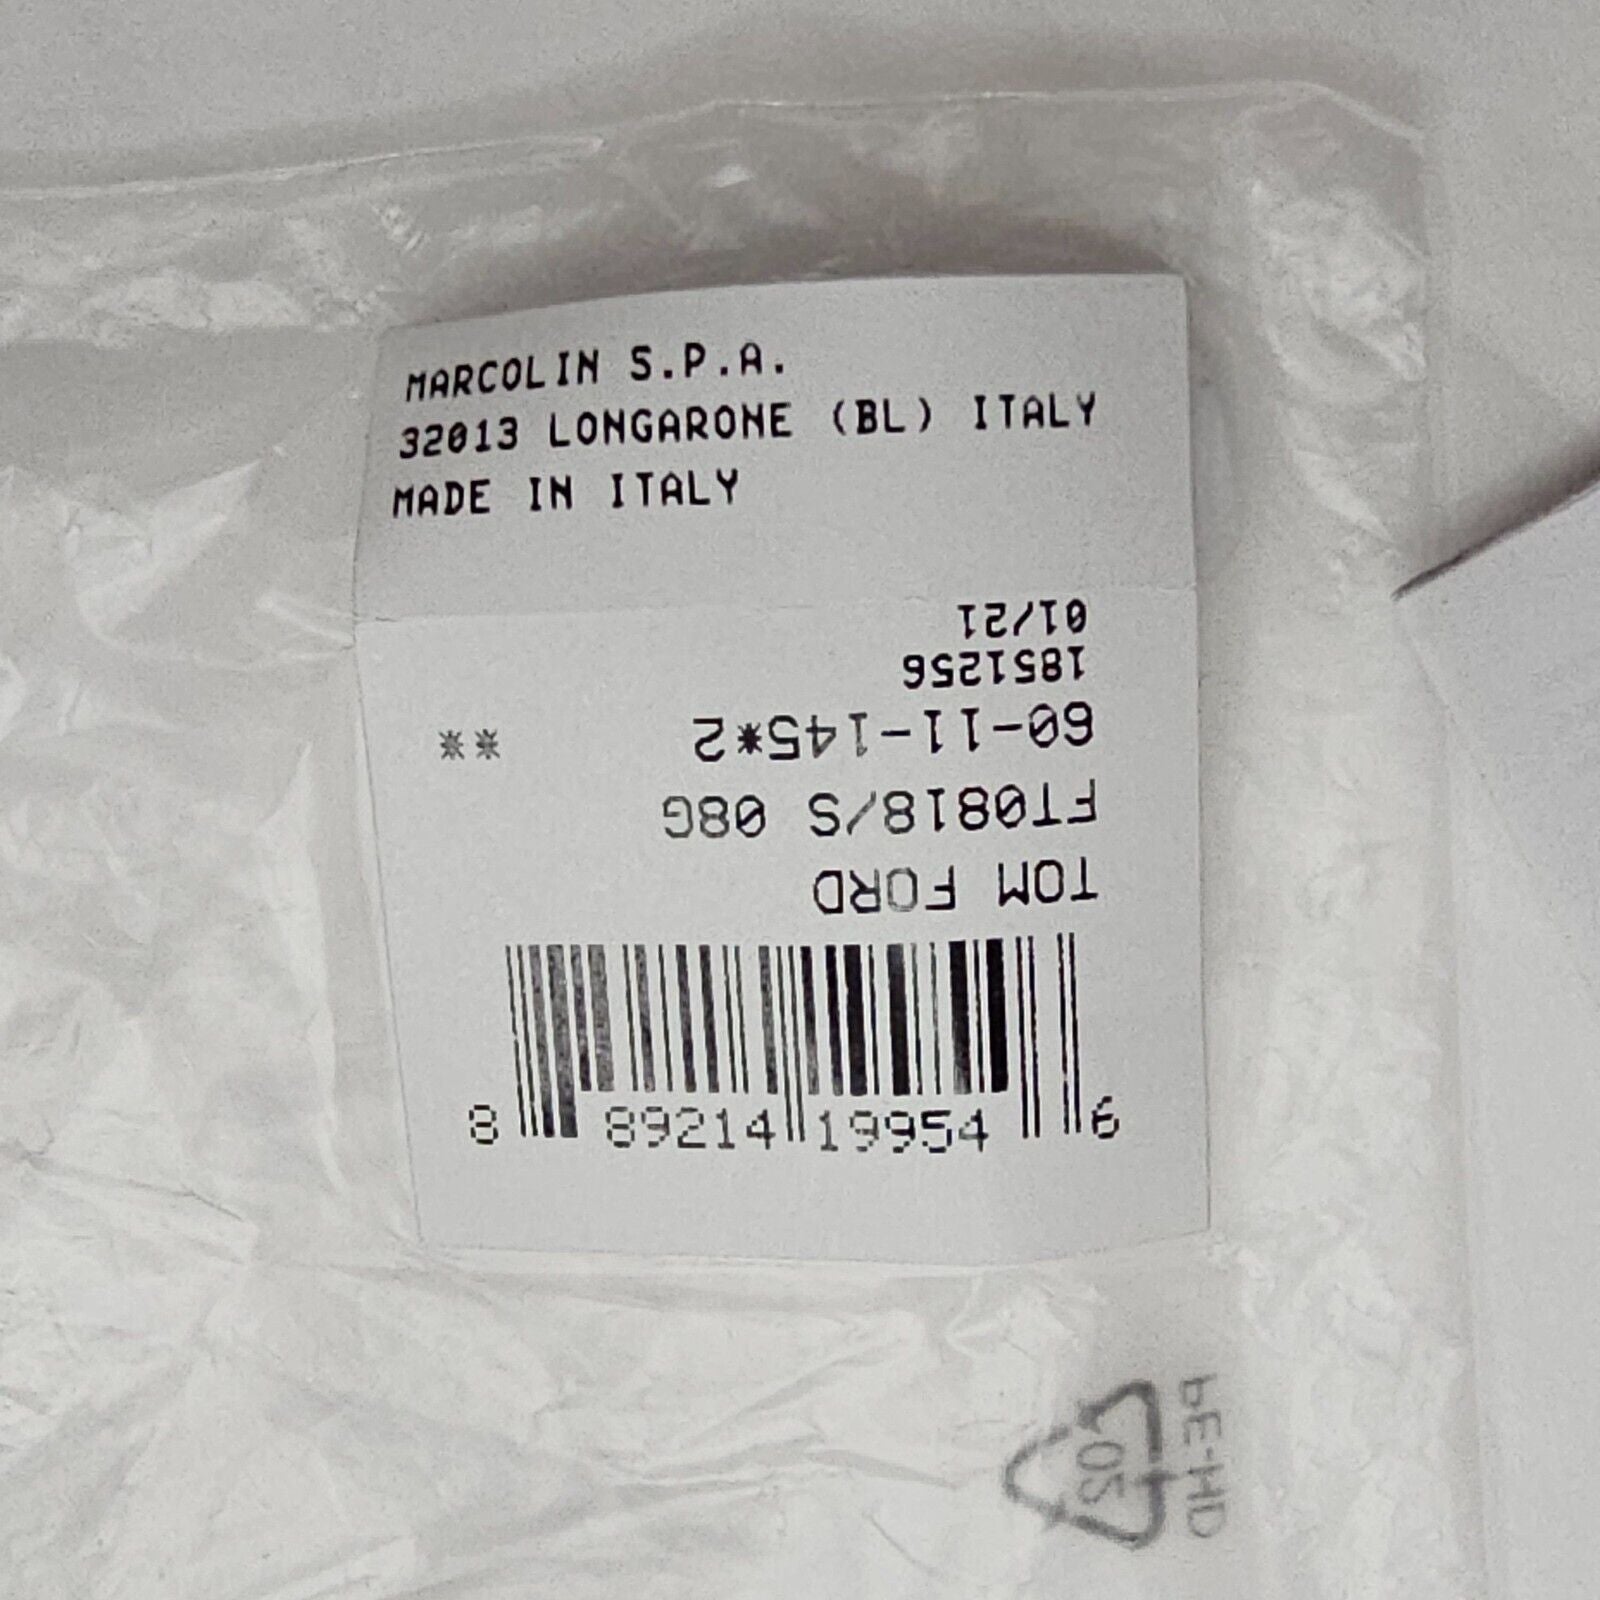 MARCOLIN S.P.A.
32013 LONGARONE (BL) ITALY
MADE IN ITALY
8 89214 19954 6
TOM FORD
FT0818/S 08G
60-11-145*2 **
1851256
01/21
02
PE-HD